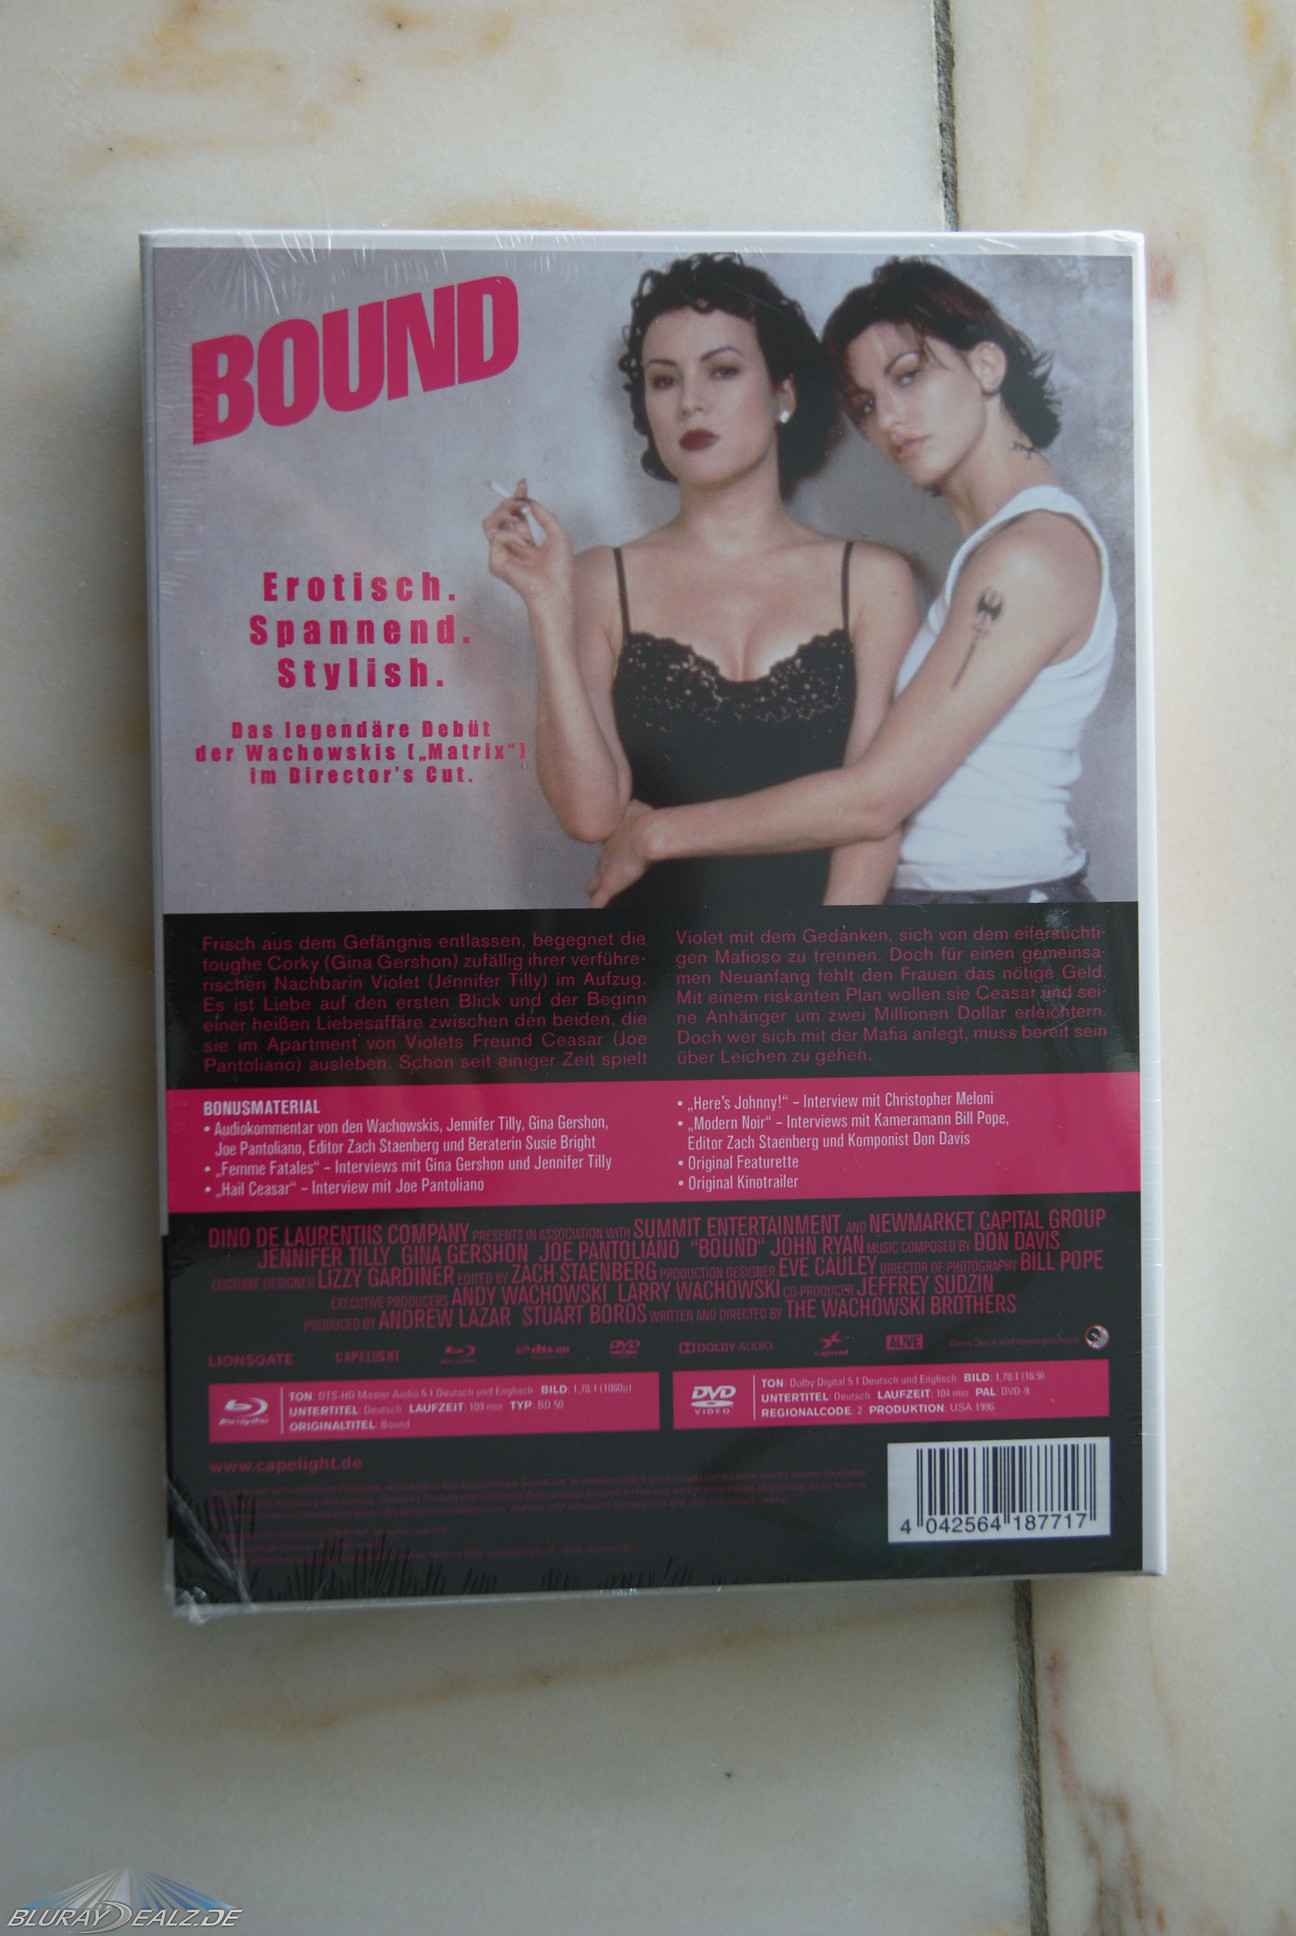 BOUND
Erotisch.
Spannend.
Stylish.
Das legendäre Debüt
der Wachowskis („Matrix“)
im Director's Cut.
Frisch aus dem Gefängnis entlassen, begegnet die
toughe Corky (Gina Gershon) zufällig ihrer verführe-
rischen Nachbarin Violet (Jennifer Tilly) im Aufzug.
Es ist Liebe auf den ersten Blick und der Beginn
einer heißen Liebesaffäre zwischen den beiden, die
sie im Apartment von Violets Freund Ceasar (Joe
Pantoliano) ausleben. Schon seit einiger Zeit spielt
Violet mit dem Gedanken, sich von dem eifersüchti-
gen Mafioso zu trennen. Doch für einen gemeinsa-
men Neuanfang fehlt den Frauen das nötige Geld.
Mit einem riskanten Plan wollen sie Ceasar und sei-
ne Anhänger um zwei Millionen Dollar erleichtern.
Doch wer sich mit der Mafia anlegt, muss bereit sein
über Leichen zu gehen.
BONUSMATERIAL
• Audiokommentar von den Wachowskis, Jennifer Tilly, Gina Gershon,
Joe Pantoliano, Editor Zach Staenberg und Beraterin Susie Bright
• „Femme Fatales“ – Interviews mit Gina Gershon und Jennifer Tilly
• „Hail Ceasar“ – Interview mit Joe Pantoliano
• „Here's Johnny!“ – Interview mit Christopher Meloni
• „Modern Noir“ – Interviews mit Kameramann Bill Pope,
Editor Zach Staenberg und Komponist Don Davis
• Original Featurette
• Original Kinotrailer
DINO DE LAURENTIIS COMPANY PRESENTS IN ASSOCIATION WITH SUMMIT ENTERTAINMENT AND NEWMARKET CAPITAL GROUP
JENNIFER TILLY GINA GERSHON JOE PANTOLIANO "BOUND" JOHN RYAN MUSIC COMPOSED BY DON DAVIS
COSTUME DESIGNER LIZZY GARDINER EDITED BY ZACH STAENBERG PRODUCTION DESIGNER EVE CAULEY DIRECTOR OF PHOTOGRAPHY BILL POPE
EXECUTIVE PRODUCERS ANDY WACHOWSKI LARRY WACHOWSKI CO-PRODUCER JEFFREY SUDZIN
PRODUCED BY ANDREW LAZAR STUART BOROS WRITTEN AND DIRECTED BY THE WACHOWSKI BROTHERS
LIONSGATE CAPELIGHT dts DVD DOLBY AUDIO ALIVE
Blu-ray Disc
TON: DTS-HD Master Audio 5.1 Deutsch und Englisch BILD: 1,78:1 (1080p)
UNTERTITEL: Deutsch LAUFZEIT: 109 min TYP: BD 50
ORIGINALTITEL: Bound
DVD VIDEO
TON: Dolby Digital 5.1 Deutsch und Englisch BILD: 1,78:1 (16:9)
UNTERTITEL: Deutsch LAUFZEIT: 104 min PAL: DVD-9
REGIONALCODE: 2 PRODUKTION: USA 1996
www.capelight.de
4 042564 187717
BLURAYDEALZ.DE